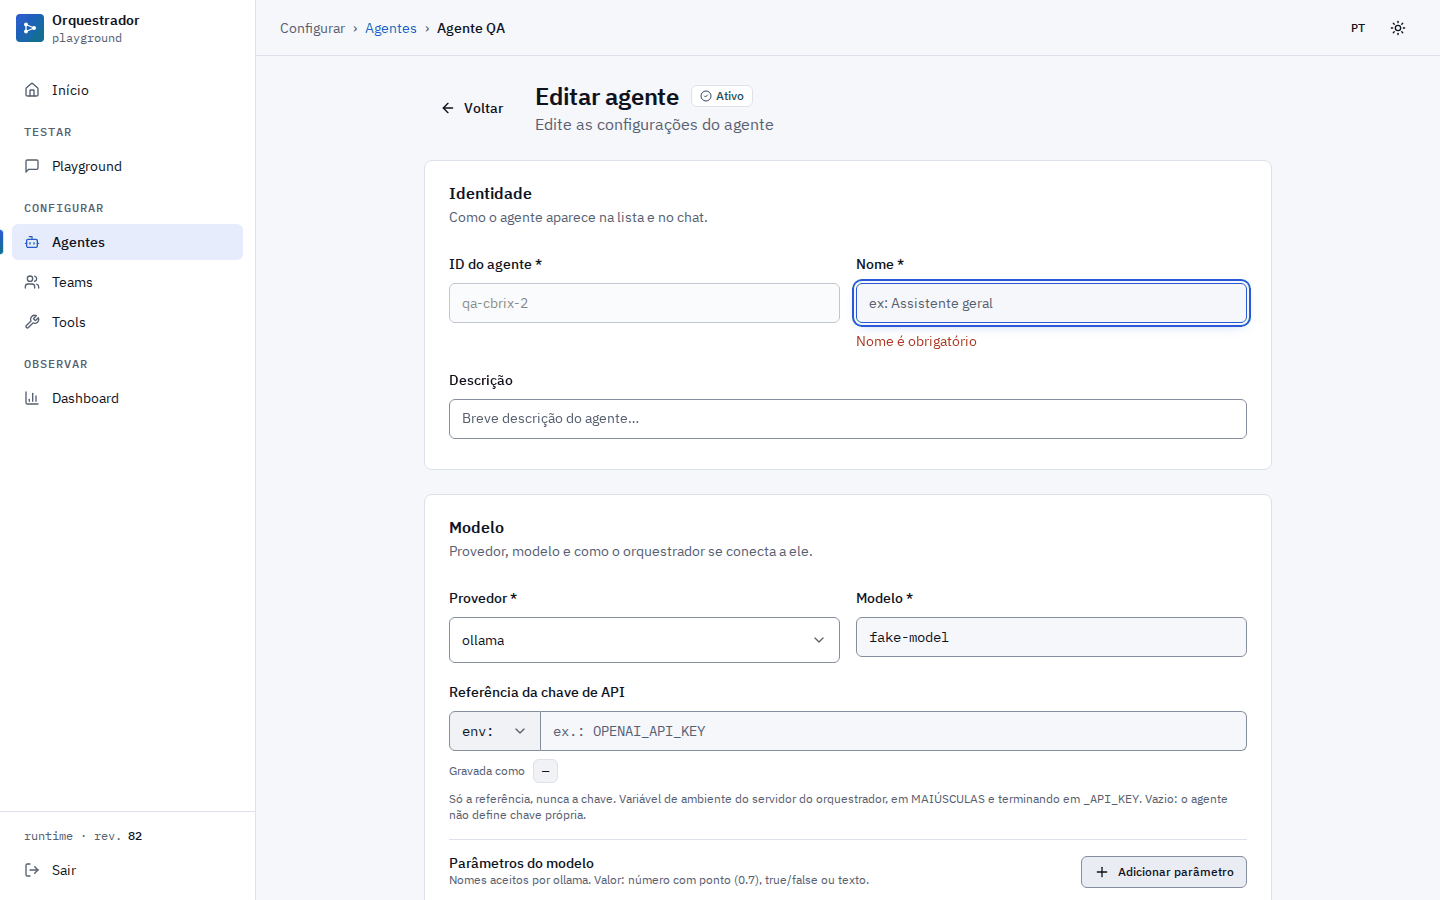 Orquestrador
playground
Início
TESTAR
Playground
CONFIGURAR
Agentes
Teams
Tools
OBSERVAR
Dashboard
runtime · rev. 82
Sair
Configurar › Agentes › Agente QA
PT
Voltar
Editar agente
Ativo
Edite as configurações do agente
Identidade
Como o agente aparece na lista e no chat.
ID do agente *
qa-cbrix-2
Nome *
ex: Assistente geral
Nome é obrigatório
Descrição
Breve descrição do agente...
Modelo
Provedor, modelo e como o orquestrador se conecta a ele.
Provedor *
ollama
Modelo *
fake-model
Referência da chave de API
env:
ex.: OPENAI_API_KEY
Gravada como —
Só a referência, nunca a chave. Variável de ambiente do servidor do orquestrador, em MAIÚSCULAS e terminando em _API_KEY. Vazio: o agente
não define chave própria.
Parâmetros do modelo
Nomes aceitos por ollama. Valor: número com ponto (0.7), true/false ou texto.
Adicionar parâmetro